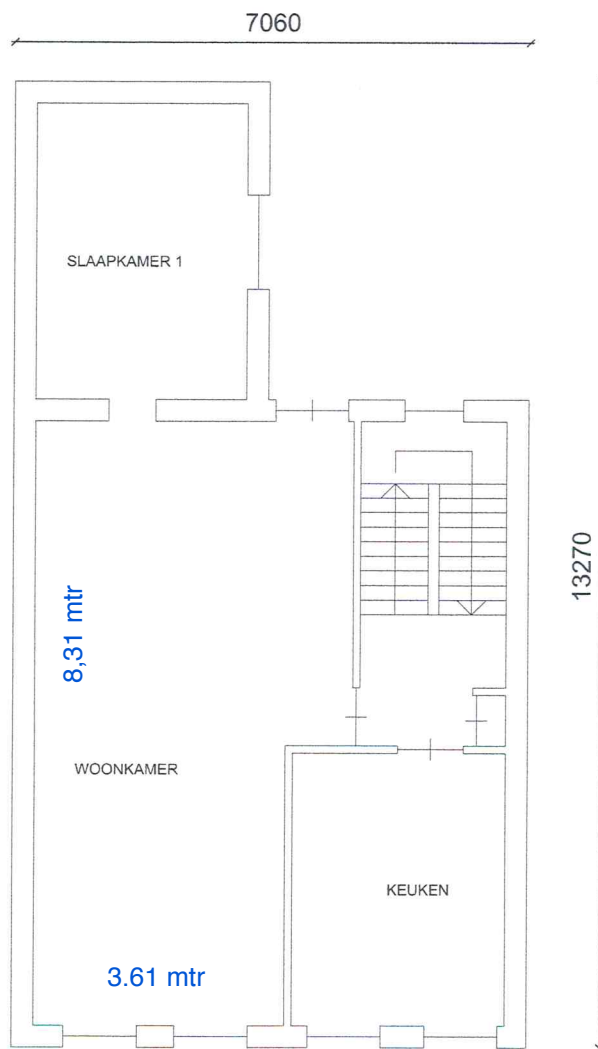 7060
SLAAPKAMER 1
13270
8,31 mtr
WOONKAMER
KEUKEN
3.61 mtr